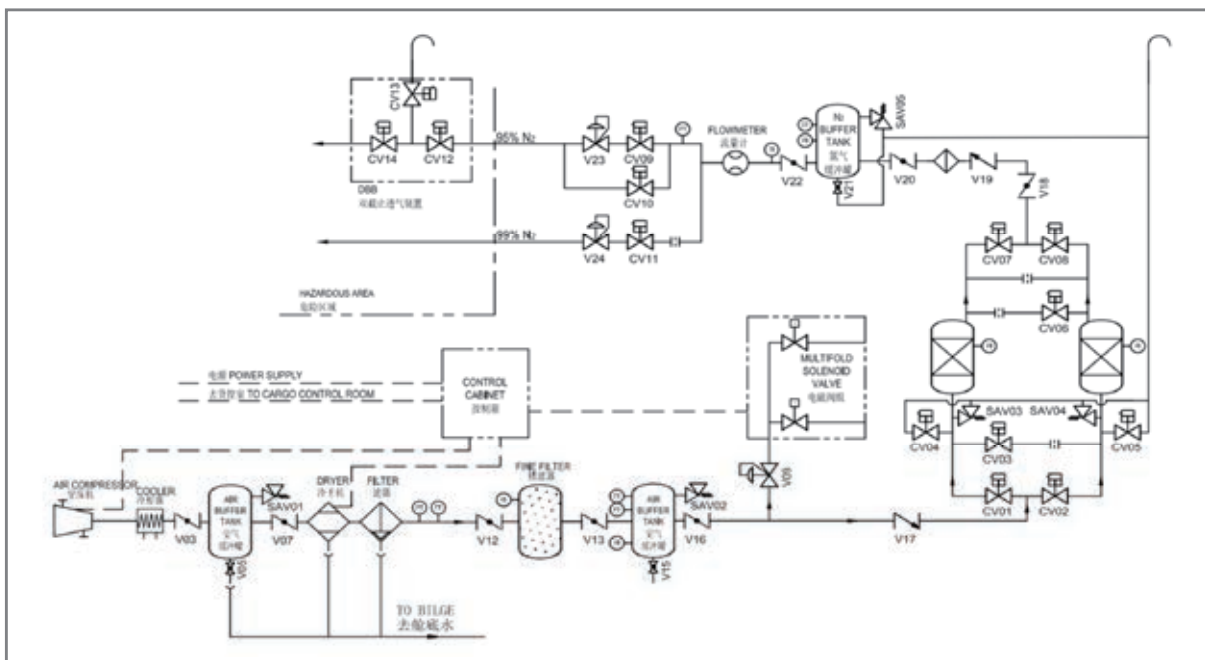 CV13
CV14
CV12
DBB
双截止透气装置
95% N₂
V23
CV09
CV10
99% N₂
V24
CV11
FLOWMETER
流量计
V22
N₂
BUFFER
TANK
氮气
缓冲罐
SAV05
V21
V20
V19
V18
CV07
CV08
CV06
HAZARDOUS AREA
危险区域
电源 POWER SUPPLY
去货控室 TO CARGO CONTROL ROOM
CONTROL
CABINET
控制箱
MULTIFOLD
SOLENOID
VALVE
电磁阀组
SAV03
SAV04
CV04
CV03
CV05
CV01
CV02
AIR COMPRESSOR
空压机
COOLER
冷却器
V03
AIR
BUFFER
TANK
空气
缓冲罐
V05
SAV01
V07
DRYER
冷干机
FILTER
滤器
V12
FINE FILTER
精滤器
V13
AIR
BUFFER
TANK
空气
缓冲罐
V15
SAV02
V16
V09
V17
TO BILGE
去舱底水